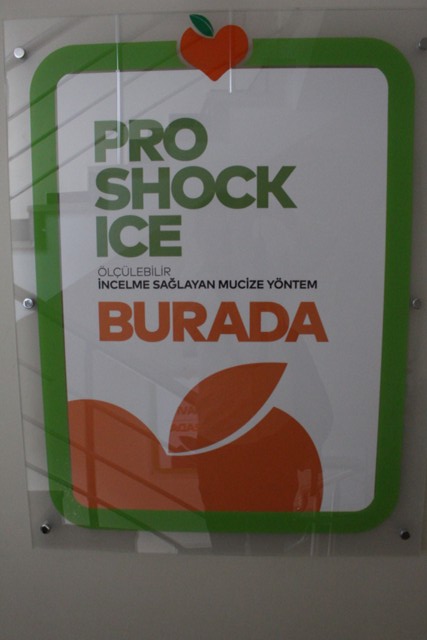 PRO
SHOCK
ICE
ÖLÇÜLEBİLİR
İNCELME SAĞLAYAN MUCİZE YÖNTEM
BURADA